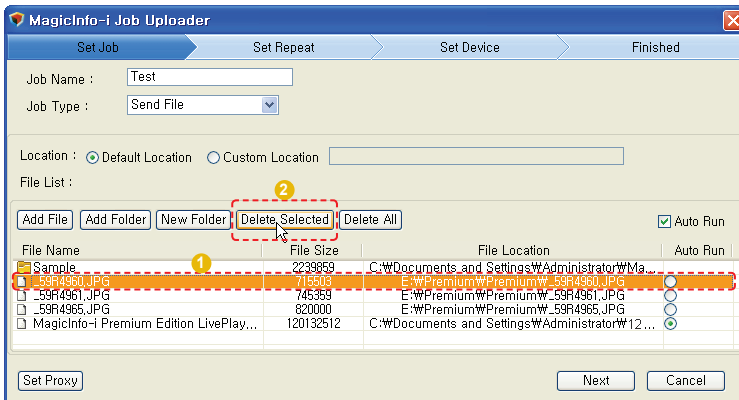 MagicInfo-i Job Uploader
Set Job Set Repeat Set Device Finished
Job Name : Test
Job Type : Send File
Location : Default Location Custom Location
File List :
2
Add File Add Folder New Folder Delete Selected Delete All Auto Run
File Name File Size File Location Auto Run
1
Sample 2239859 C:₩Documents and Settings₩Administrator₩Ma...
_59R4960.JPG 715503 E:₩Premium₩Premium₩_59R4960.JPG
_59R4961.JPG 745359 E:₩Premium₩Premium₩_59R4961.JPG
_59R4965.JPG 820000 E:₩Premium₩Premium₩_59R4965.JPG
MagicInfo-i Premium Edition LivePlay... 120132512 C:₩Documents and Settings₩Administrator₩12...
Set Proxy Next Cancel